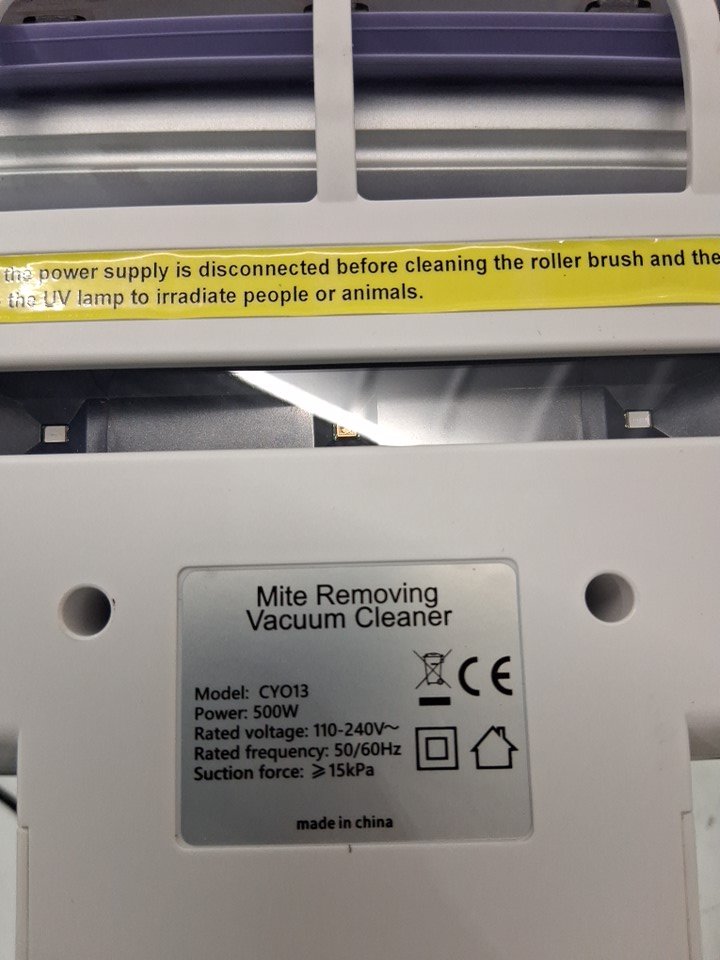 the power supply is disconnected before cleaning the roller brush and the
the UV lamp to irradiate people or animals.
Mite Removing
Vacuum Cleaner
Model: CYO13
Power: 500W
Rated voltage: 110-240V～
Rated frequency: 50/60Hz
Suction force: ⩾15kPa
CE
made in china